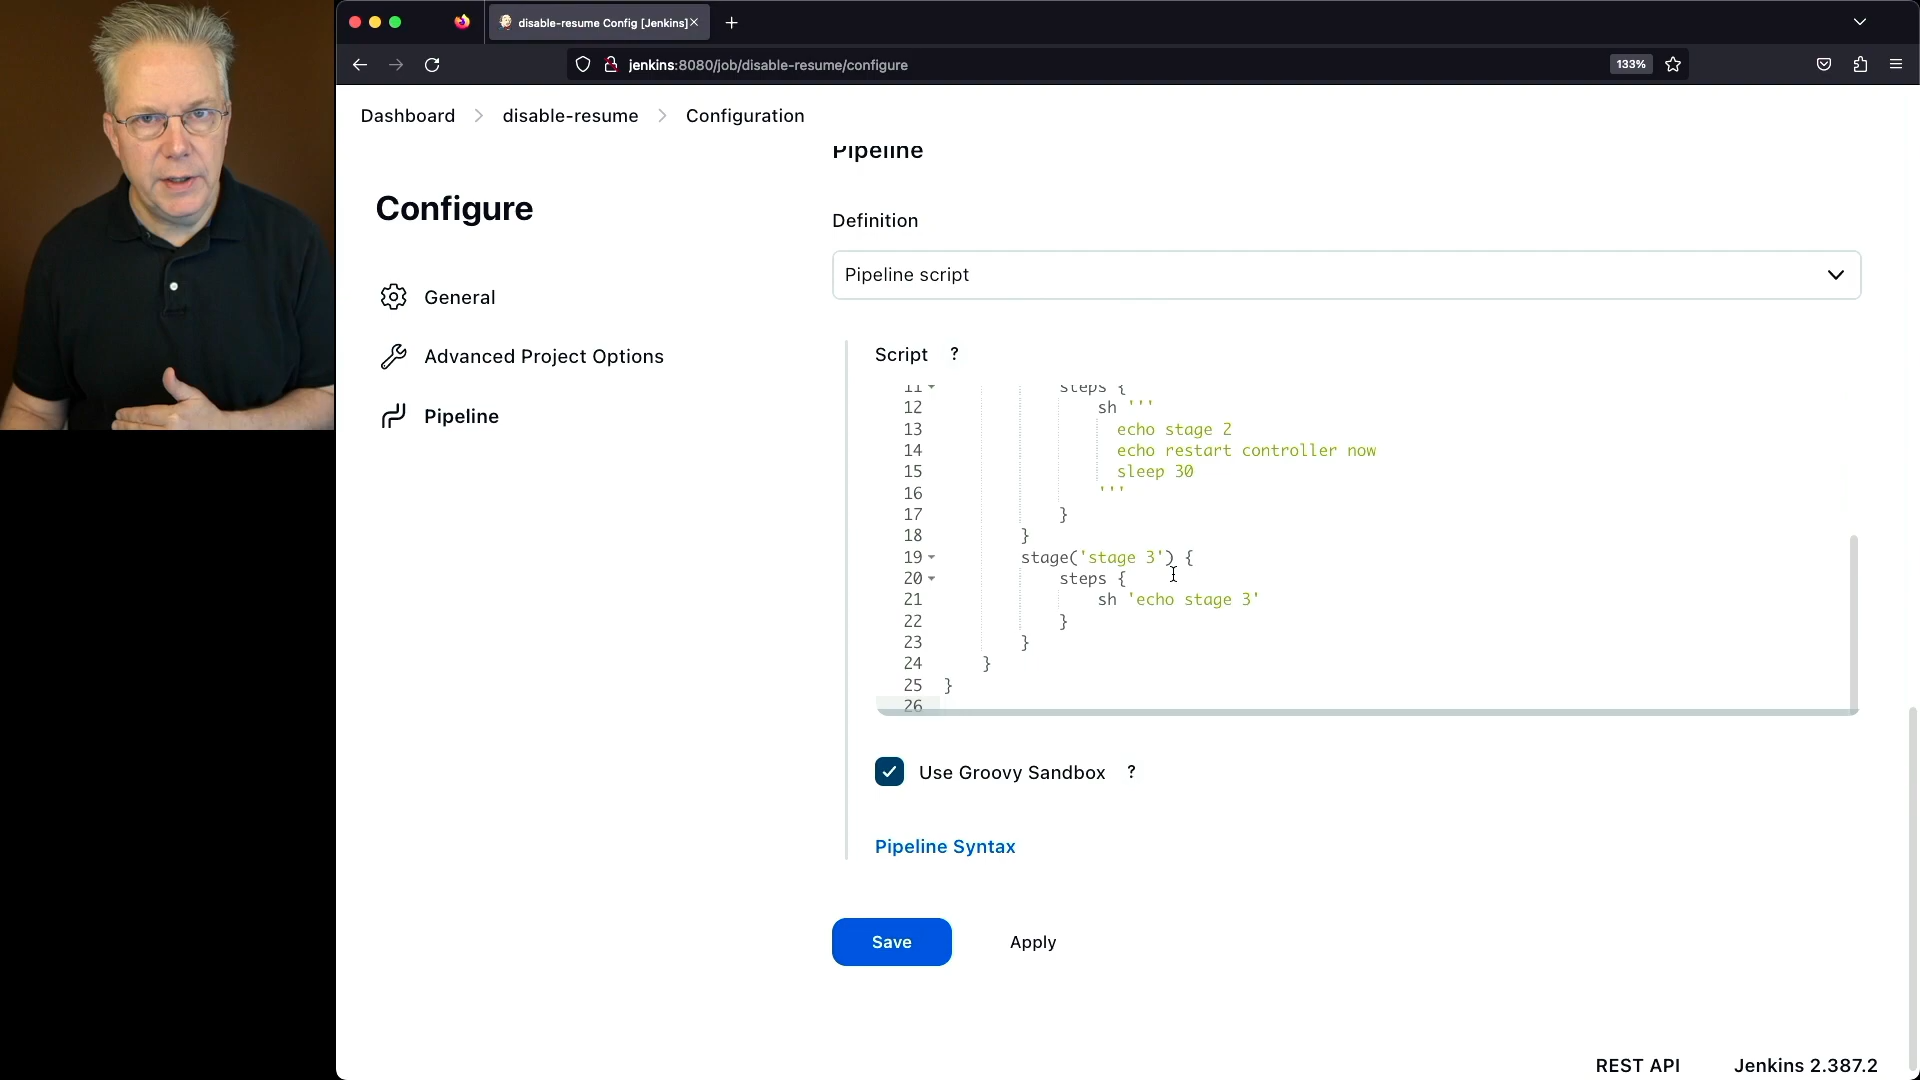 disable-resume Config [Jenkins]
jenkins:8080/job/disable-resume/configure
133%
Dashboard
disable-resume
Configuration
Pipeline
Configure
Definition
Pipeline script
General
Advanced Project Options
Pipeline
Script ?
11 steps {
12 sh '''
13 echo stage 2
14 echo restart controller now
15 sleep 30
16 '''
17 }
18 }
19 stage('stage 3') {
20 steps {
21 sh 'echo stage 3'
22 }
23 }
24 }
25 }
26
Use Groovy Sandbox ?
Pipeline Syntax
Save
Apply
REST API
Jenkins 2.387.2